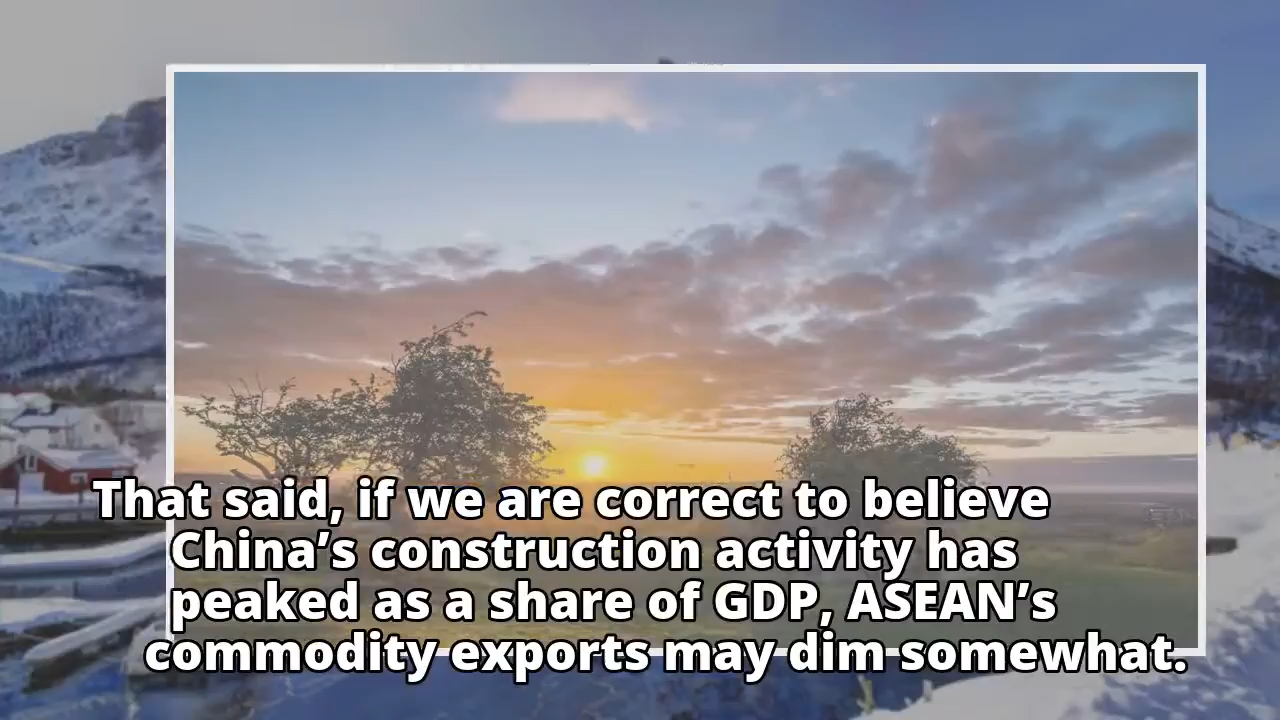 That said, if we are correct to believe
China’s construction activity has
peaked as a share of GDP, ASEAN’s
commodity exports may dim somewhat.